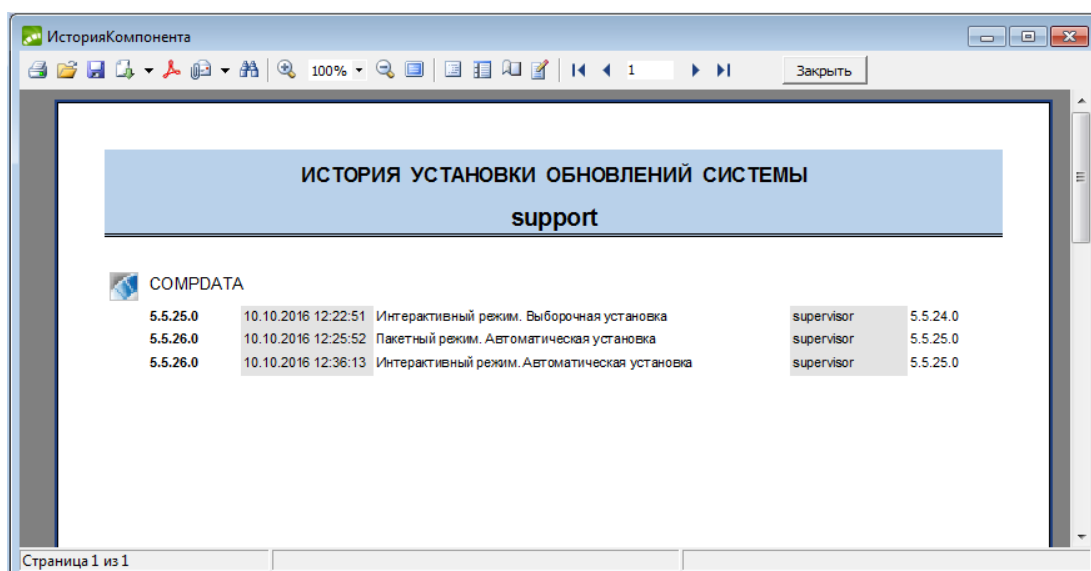 ИсторияКомпонента
100% 1 Закрыть
ИСТОРИЯ УСТАНОВКИ ОБНОВЛЕНИЙ СИСТЕМЫ
support
COMPDATA
5.5.25.0 10.10.2016 12:22:51 Интерактивный режим. Выборочная установка supervisor 5.5.24.0
5.5.26.0 10.10.2016 12:25:52 Пакетный режим. Автоматическая установка supervisor 5.5.25.0
5.5.26.0 10.10.2016 12:36:13 Интерактивный режим. Автоматическая установка supervisor 5.5.25.0
Страница 1 из 1